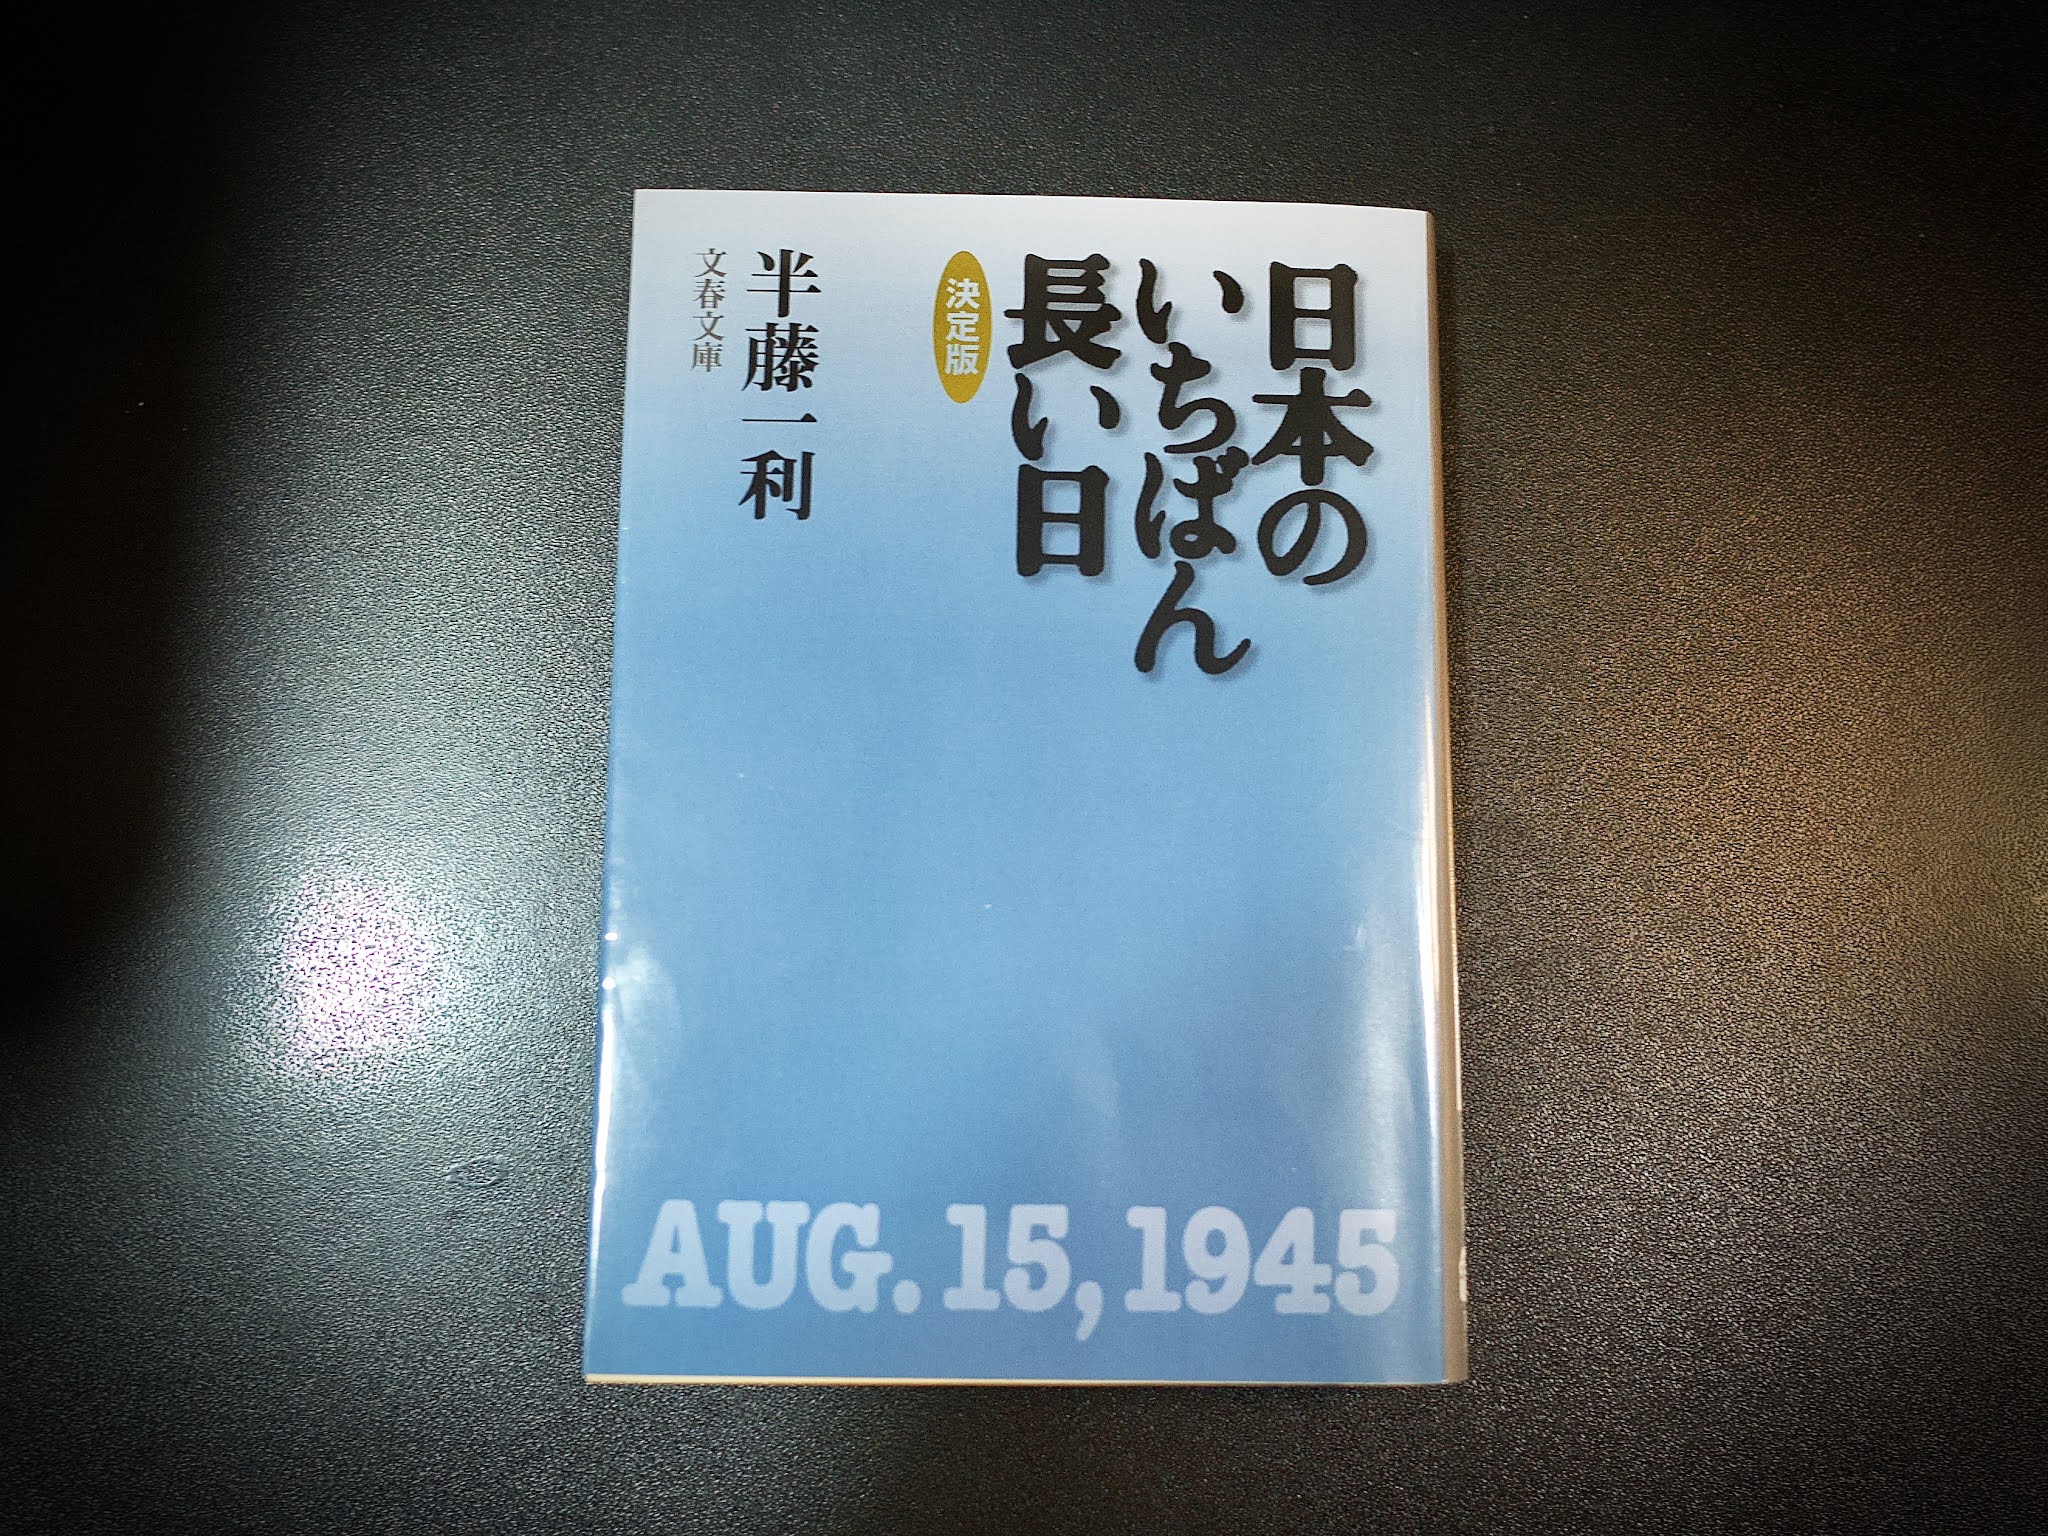 日本の
いちばん
長い日
決定版
半藤一利
文春文庫
AUG. 15, 1945